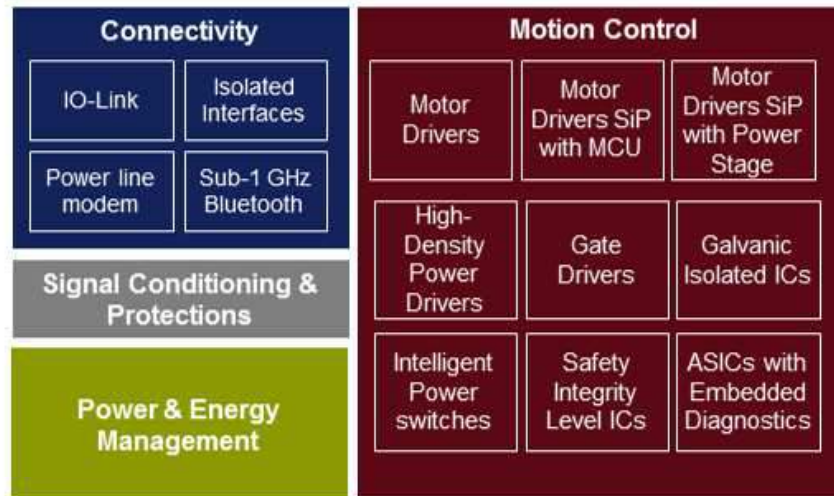 Connectivity
IO-Link
Isolated
Interfaces
Power line
modem
Sub-1 GHz
Bluetooth
Signal Conditioning &
Protections
Power & Energy
Management
Motion Control
Motor
Drivers
Motor
Drivers SiP
with MCU
Motor
Drivers SiP
with Power
Stage
High-
Density
Power
Drivers
Gate
Drivers
Galvanic
Isolated ICs
Intelligent
Power
switches
Safety
Integrity
Level ICs
ASICs with
Embedded
Diagnostics